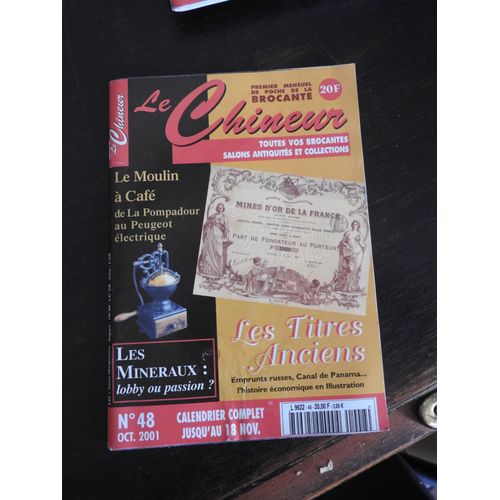 Le Chineur
PREMIER MENSUEL
DE POCHE DE LA
BROCANTE
20F
Le Chineur
TOUTES VOS BROCANTES
SALONS ANTIQUITÉS ET COLLECTIONS
Le Moulin
à Café
de La Pompadour
au Peugeot
électrique
MINES D'OR DE LA FRANCE
PART DE FONDATEUR AU PORTEUR
Les Titres
Anciens
Emprunts russes, Canal de Panama...
l'histoire économique en illustration
LES
MINERAUX :
lobby ou passion ?
N° 48
OCT. 2001
CALENDRIER COMPLET
JUSQU'AU 18 NOV.
L 9622 - 48 - 20,00 F - 3,05 €